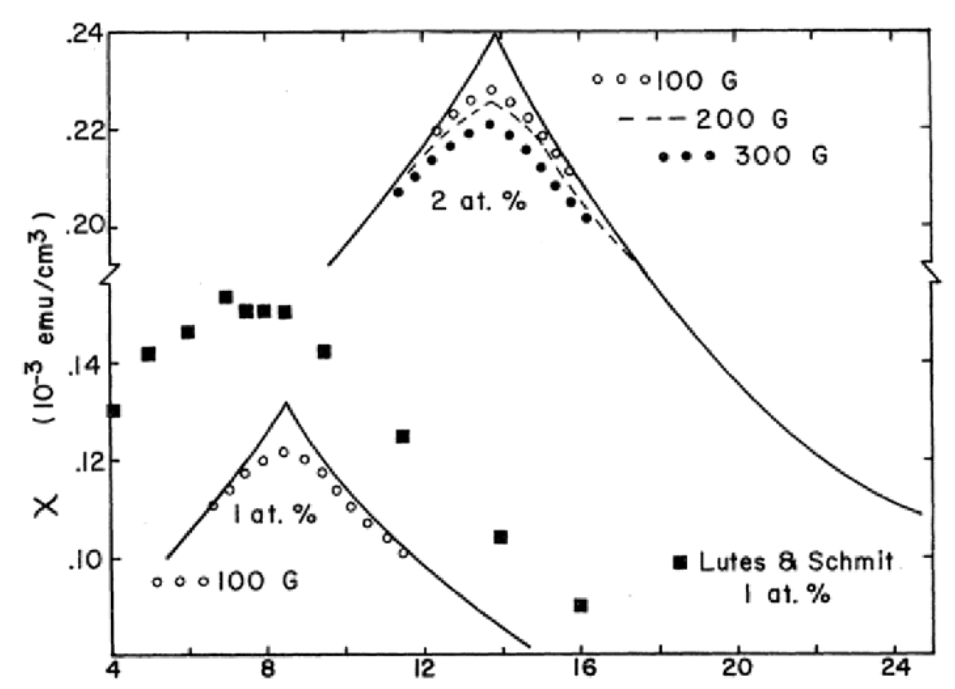 .24
.22
.20
.14
.12
.10
χ (10⁻³ emu/cm³)
○ ○ ○ 100 G
--- 200 G
● ● ● 300 G
2 at. %
1 at. %
○ ○ ○ 100 G
■ Lutes & Schmit
1 at. %
4 8 12 16 20 24